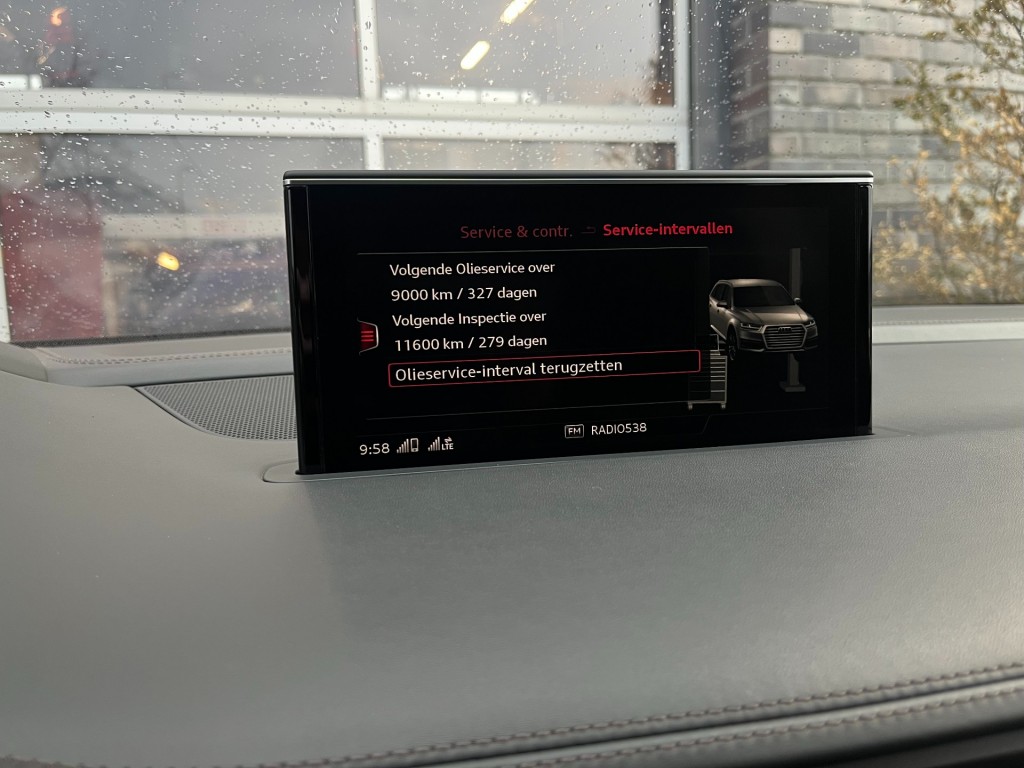 Service & contr. Service-intervallen
Volgende Olieservice over
9000 km / 327 dagen
Volgende Inspectie over
11600 km / 279 dagen
Olieservice-interval terugzetten
9:58 LTE FM RADIO538